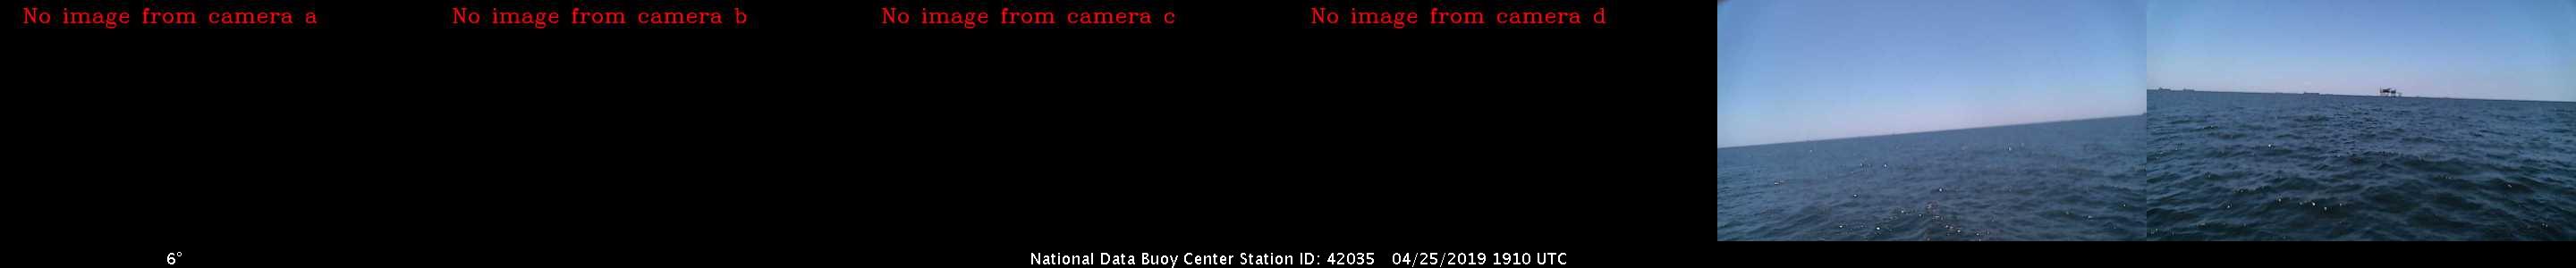 No image from camera a
No image from camera b
No image from camera c
No image from camera d
6°
National Data Buoy Center Station ID: 42035 04/25/2019 1910 UTC